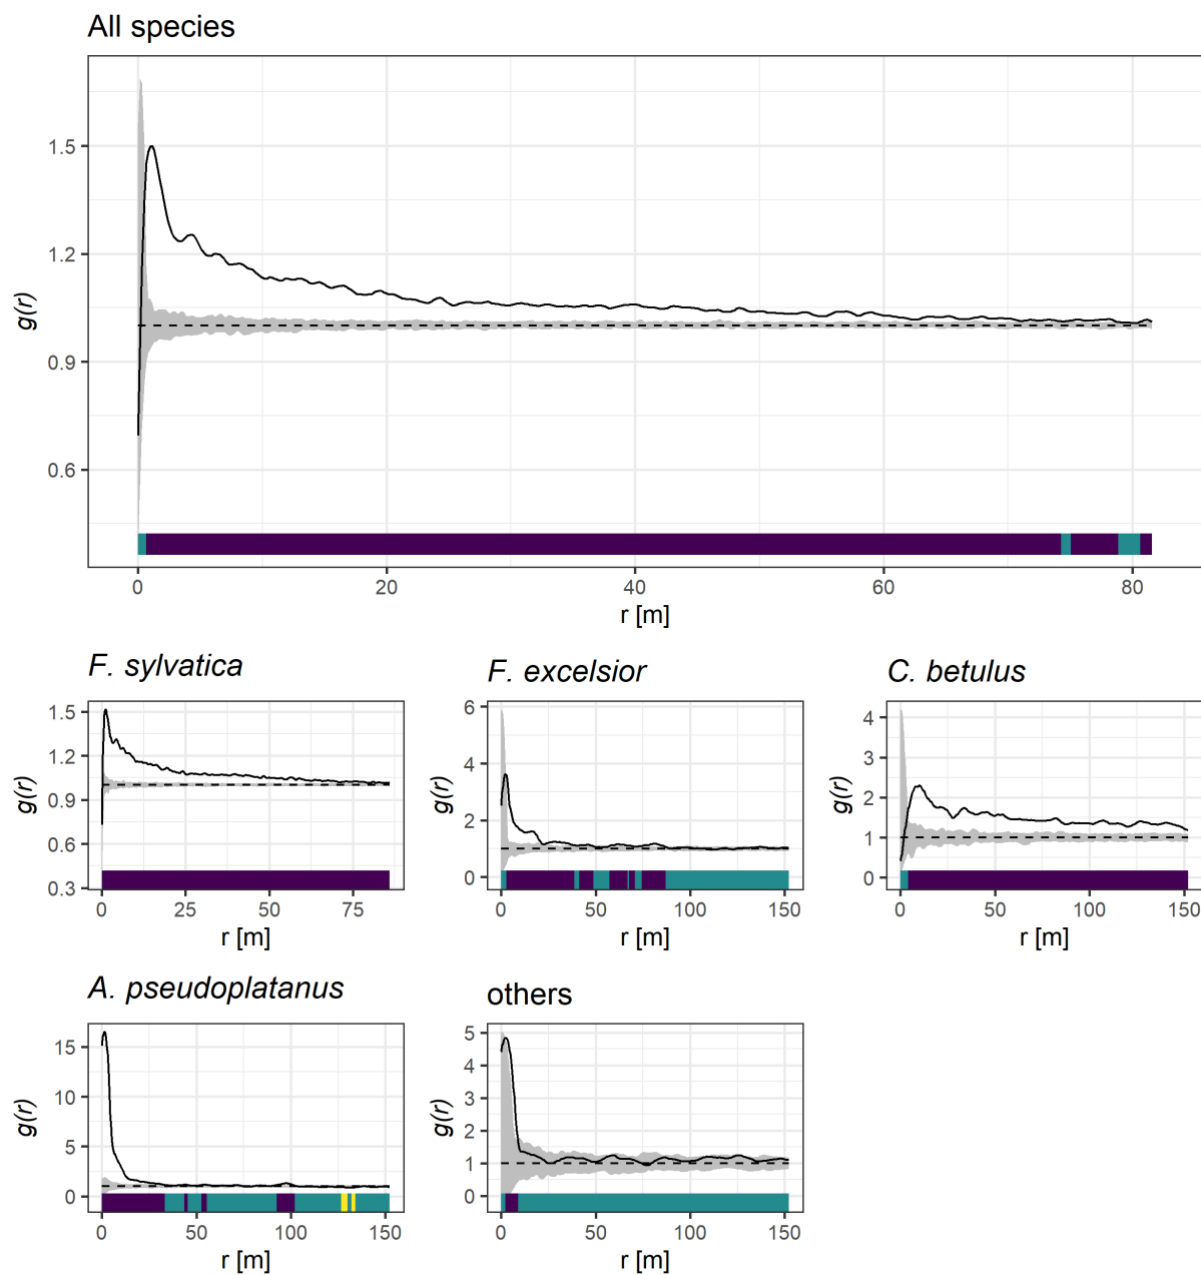 All species
g(r)
1.5
1.2
0.9
0.6
0 20 40 60 80
r [m]
F. sylvatica
g(r)
1.5
1.2
0.9
0.6
0.3
0 25 50 75
r [m]
F. excelsior
g(r)
6
4
2
0
0 50 100 150
r [m]
C. betulus
g(r)
4
3
2
1
0
0 50 100 150
r [m]
A. pseudoplatanus
g(r)
15
10
5
0
0 50 100 150
r [m]
others
g(r)
5
4
3
2
1
0
0 50 100 150
r [m]